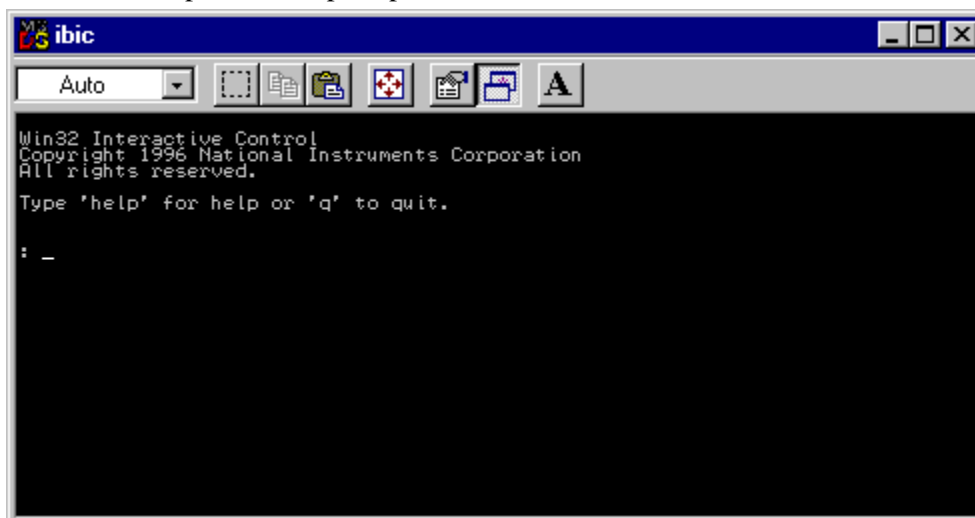 ibic
Auto
A
Win32 Interactive Control
Copyright 1996 National Instruments Corporation
All rights reserved.
Type 'help' for help or 'q' to quit.
: _